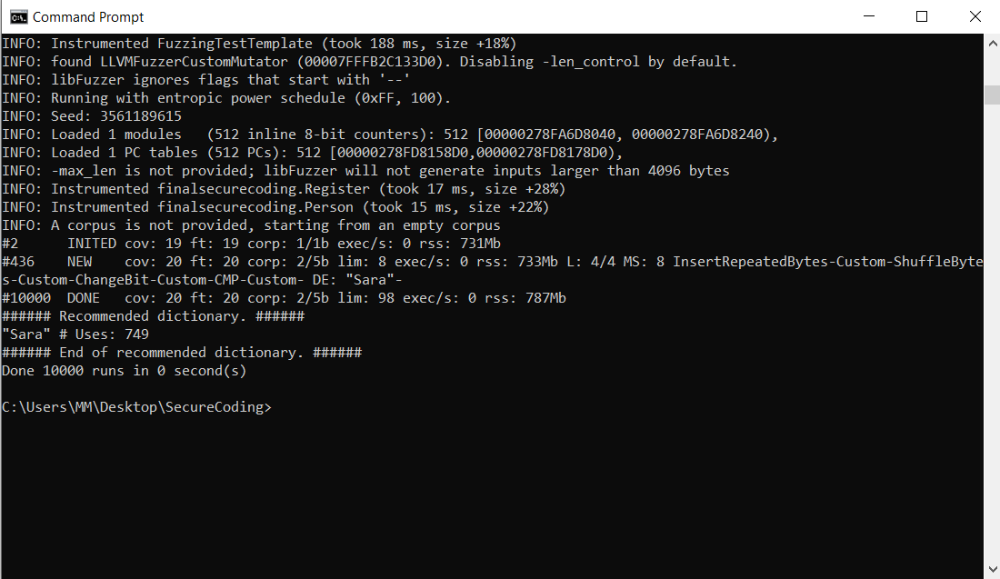 Command Prompt
INFO: Instrumented FuzzingTestTemplate (took 188 ms, size +18%)
INFO: found LLVMFuzzerCustomMutator (00007FFFB2C133D0). Disabling -len_control by default.
INFO: libFuzzer ignores flags that start with '--'
INFO: Running with entropic power schedule (0xFF, 100).
INFO: Seed: 3561189615
INFO: Loaded 1 modules   (512 inline 8-bit counters): 512 [00000278FA6D8040, 00000278FA6D8240),
INFO: Loaded 1 PC tables (512 PCs): 512 [00000278FD8158D0,00000278FD8178D0),
INFO: -max_len is not provided; libFuzzer will not generate inputs larger than 4096 bytes
INFO: Instrumented finalsecurecoding.Register (took 17 ms, size +28%)
INFO: Instrumented finalsecurecoding.Person (took 15 ms, size +22%)
INFO: A corpus is not provided, starting from an empty corpus
#2      INITED cov: 19 ft: 19 corp: 1/1b exec/s: 0 rss: 731Mb
#436    NEW    cov: 20 ft: 20 corp: 2/5b lim: 8 exec/s: 0 rss: 733Mb L: 4/4 MS: 8 InsertRepeatedBytes-Custom-ShuffleByte
s-Custom-ChangeBit-Custom-CMP-Custom- DE: "Sara"-
#10000  DONE   cov: 20 ft: 20 corp: 2/5b lim: 98 exec/s: 0 rss: 787Mb
###### Recommended dictionary. ######
"Sara" # Uses: 749
###### End of recommended dictionary. ######
Done 10000 runs in 0 second(s)
C:\Users\MM\Desktop\SecureCoding>